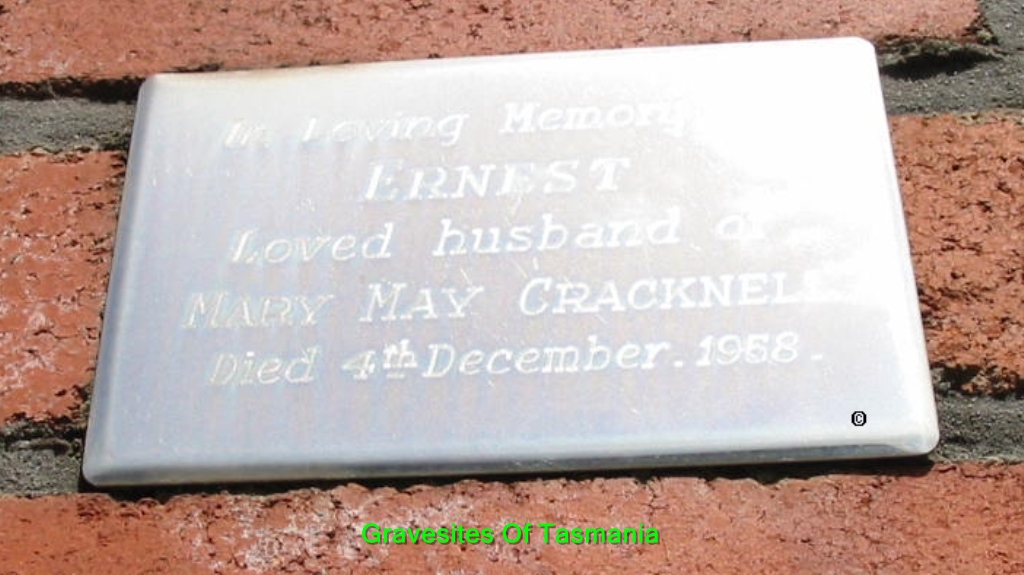 In Loving Memory
ERNEST
Loved husband of
MARY MAY CRACKNELL
Died 4th December. 1958.
©
Gravesites Of Tasmania